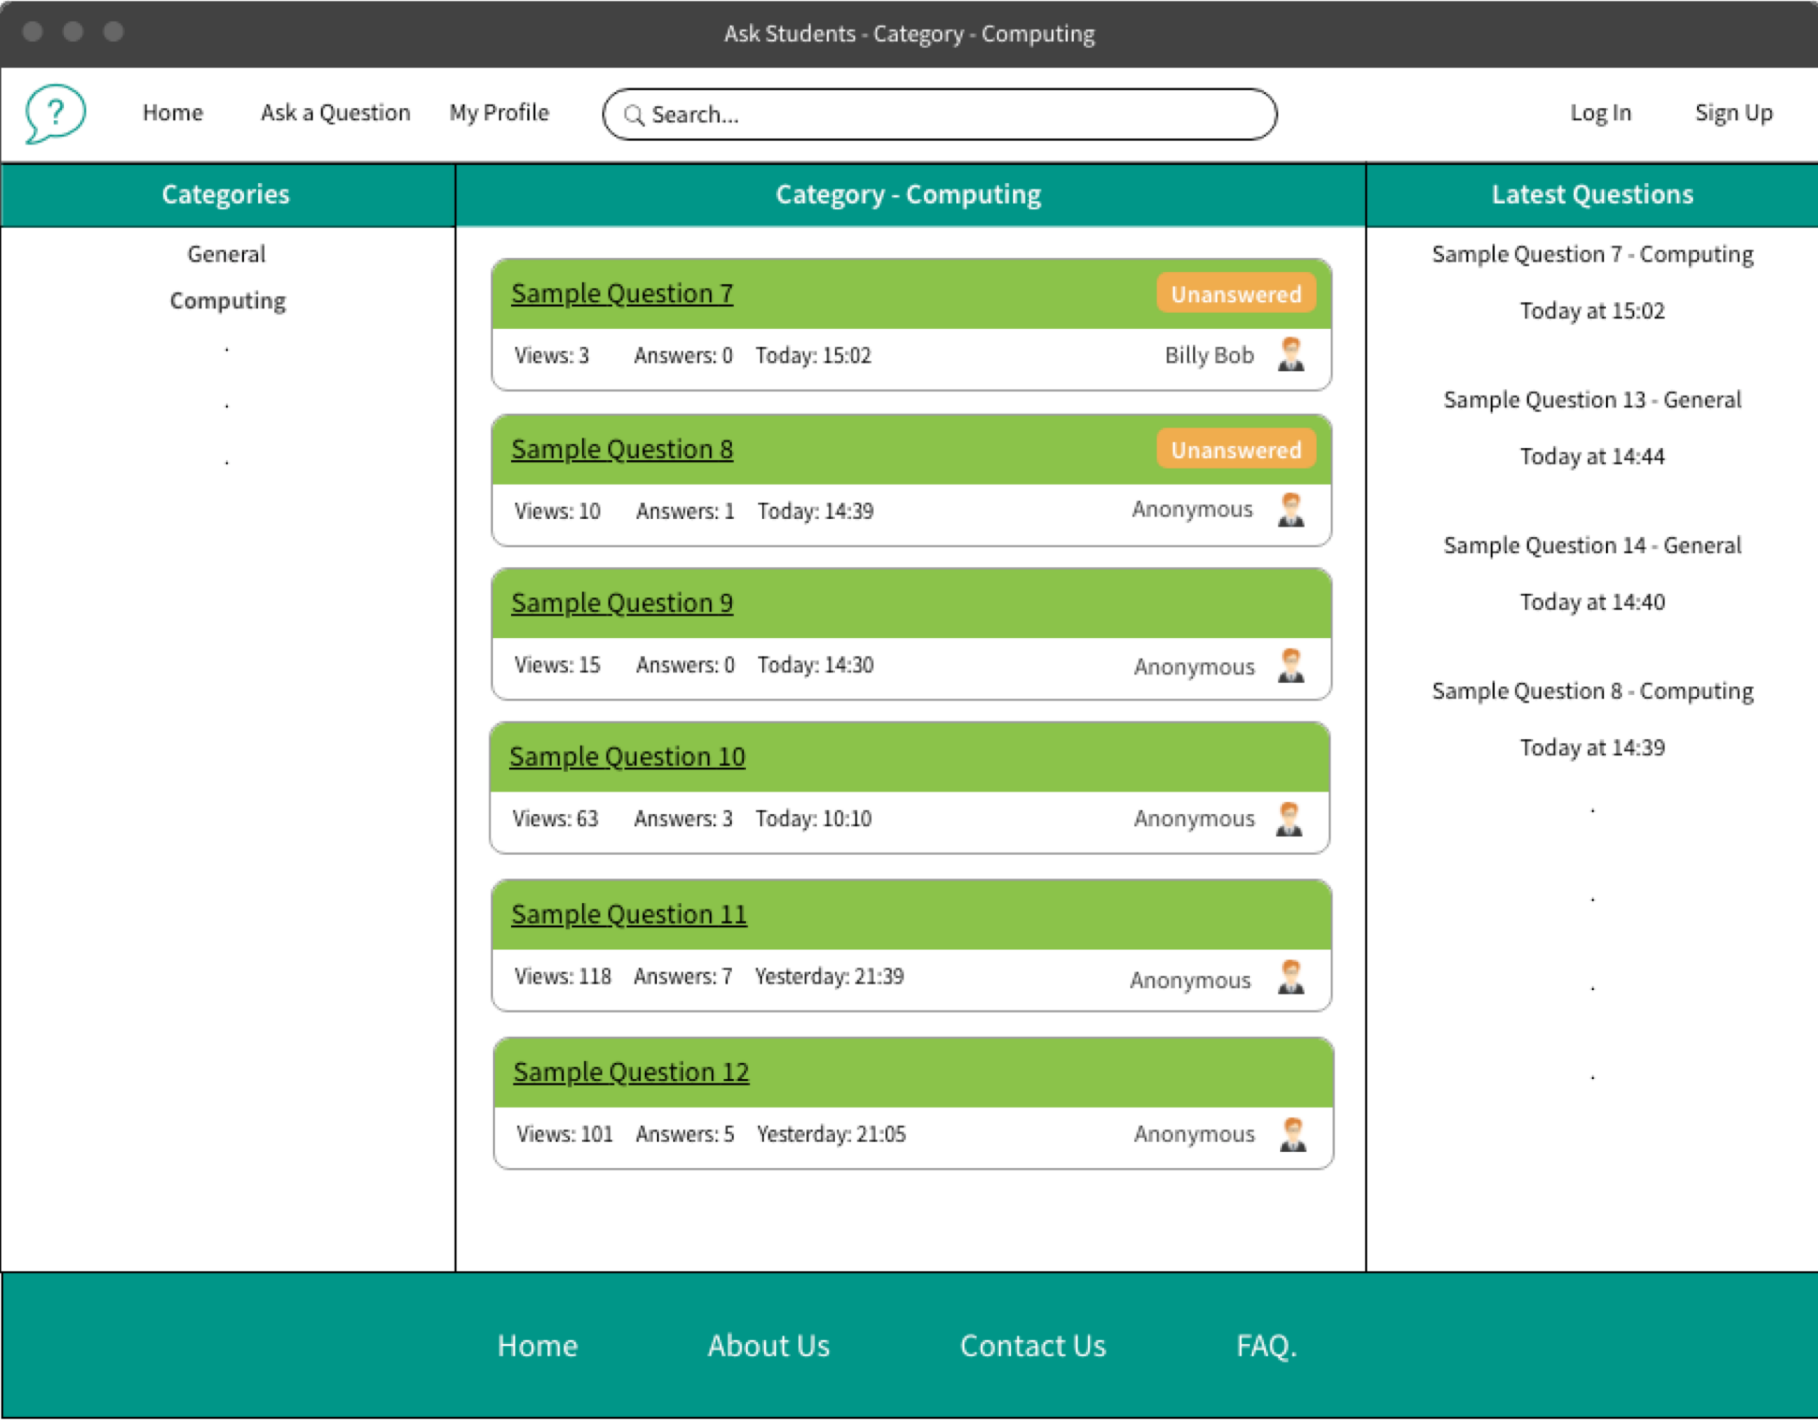 Ask Students - Category - Computing
?
Home Ask a Question My Profile Search... Log In Sign Up
Categories
General
Computing
.
.
.
Category - Computing
Sample Question 7 Unanswered
Views: 3 Answers: 0 Today: 15:02 Billy Bob
Sample Question 8 Unanswered
Views: 10 Answers: 1 Today: 14:39 Anonymous
Sample Question 9
Views: 15 Answers: 0 Today: 14:30 Anonymous
Sample Question 10
Views: 63 Answers: 3 Today: 10:10 Anonymous
Sample Question 11
Views: 118 Answers: 7 Yesterday: 21:39 Anonymous
Sample Question 12
Views: 101 Answers: 5 Yesterday: 21:05 Anonymous
Latest Questions
Sample Question 7 - Computing
Today at 15:02
Sample Question 13 - General
Today at 14:44
Sample Question 14 - General
Today at 14:40
Sample Question 8 - Computing
Today at 14:39
.
.
.
.
Home About Us Contact Us FAQ.